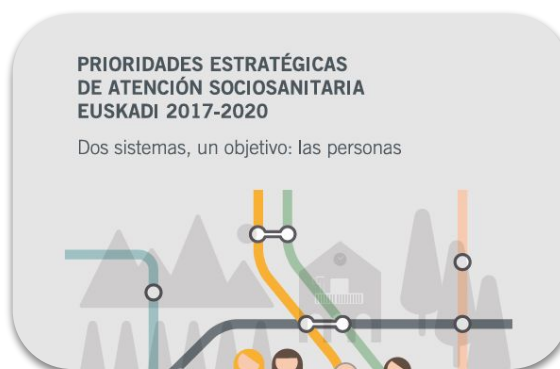 PRIORIDADES ESTRATÉGICAS
DE ATENCIÓN SOCIOSANITARIA
EUSKADI 2017-2020
Dos sistemas, un objetivo: las personas